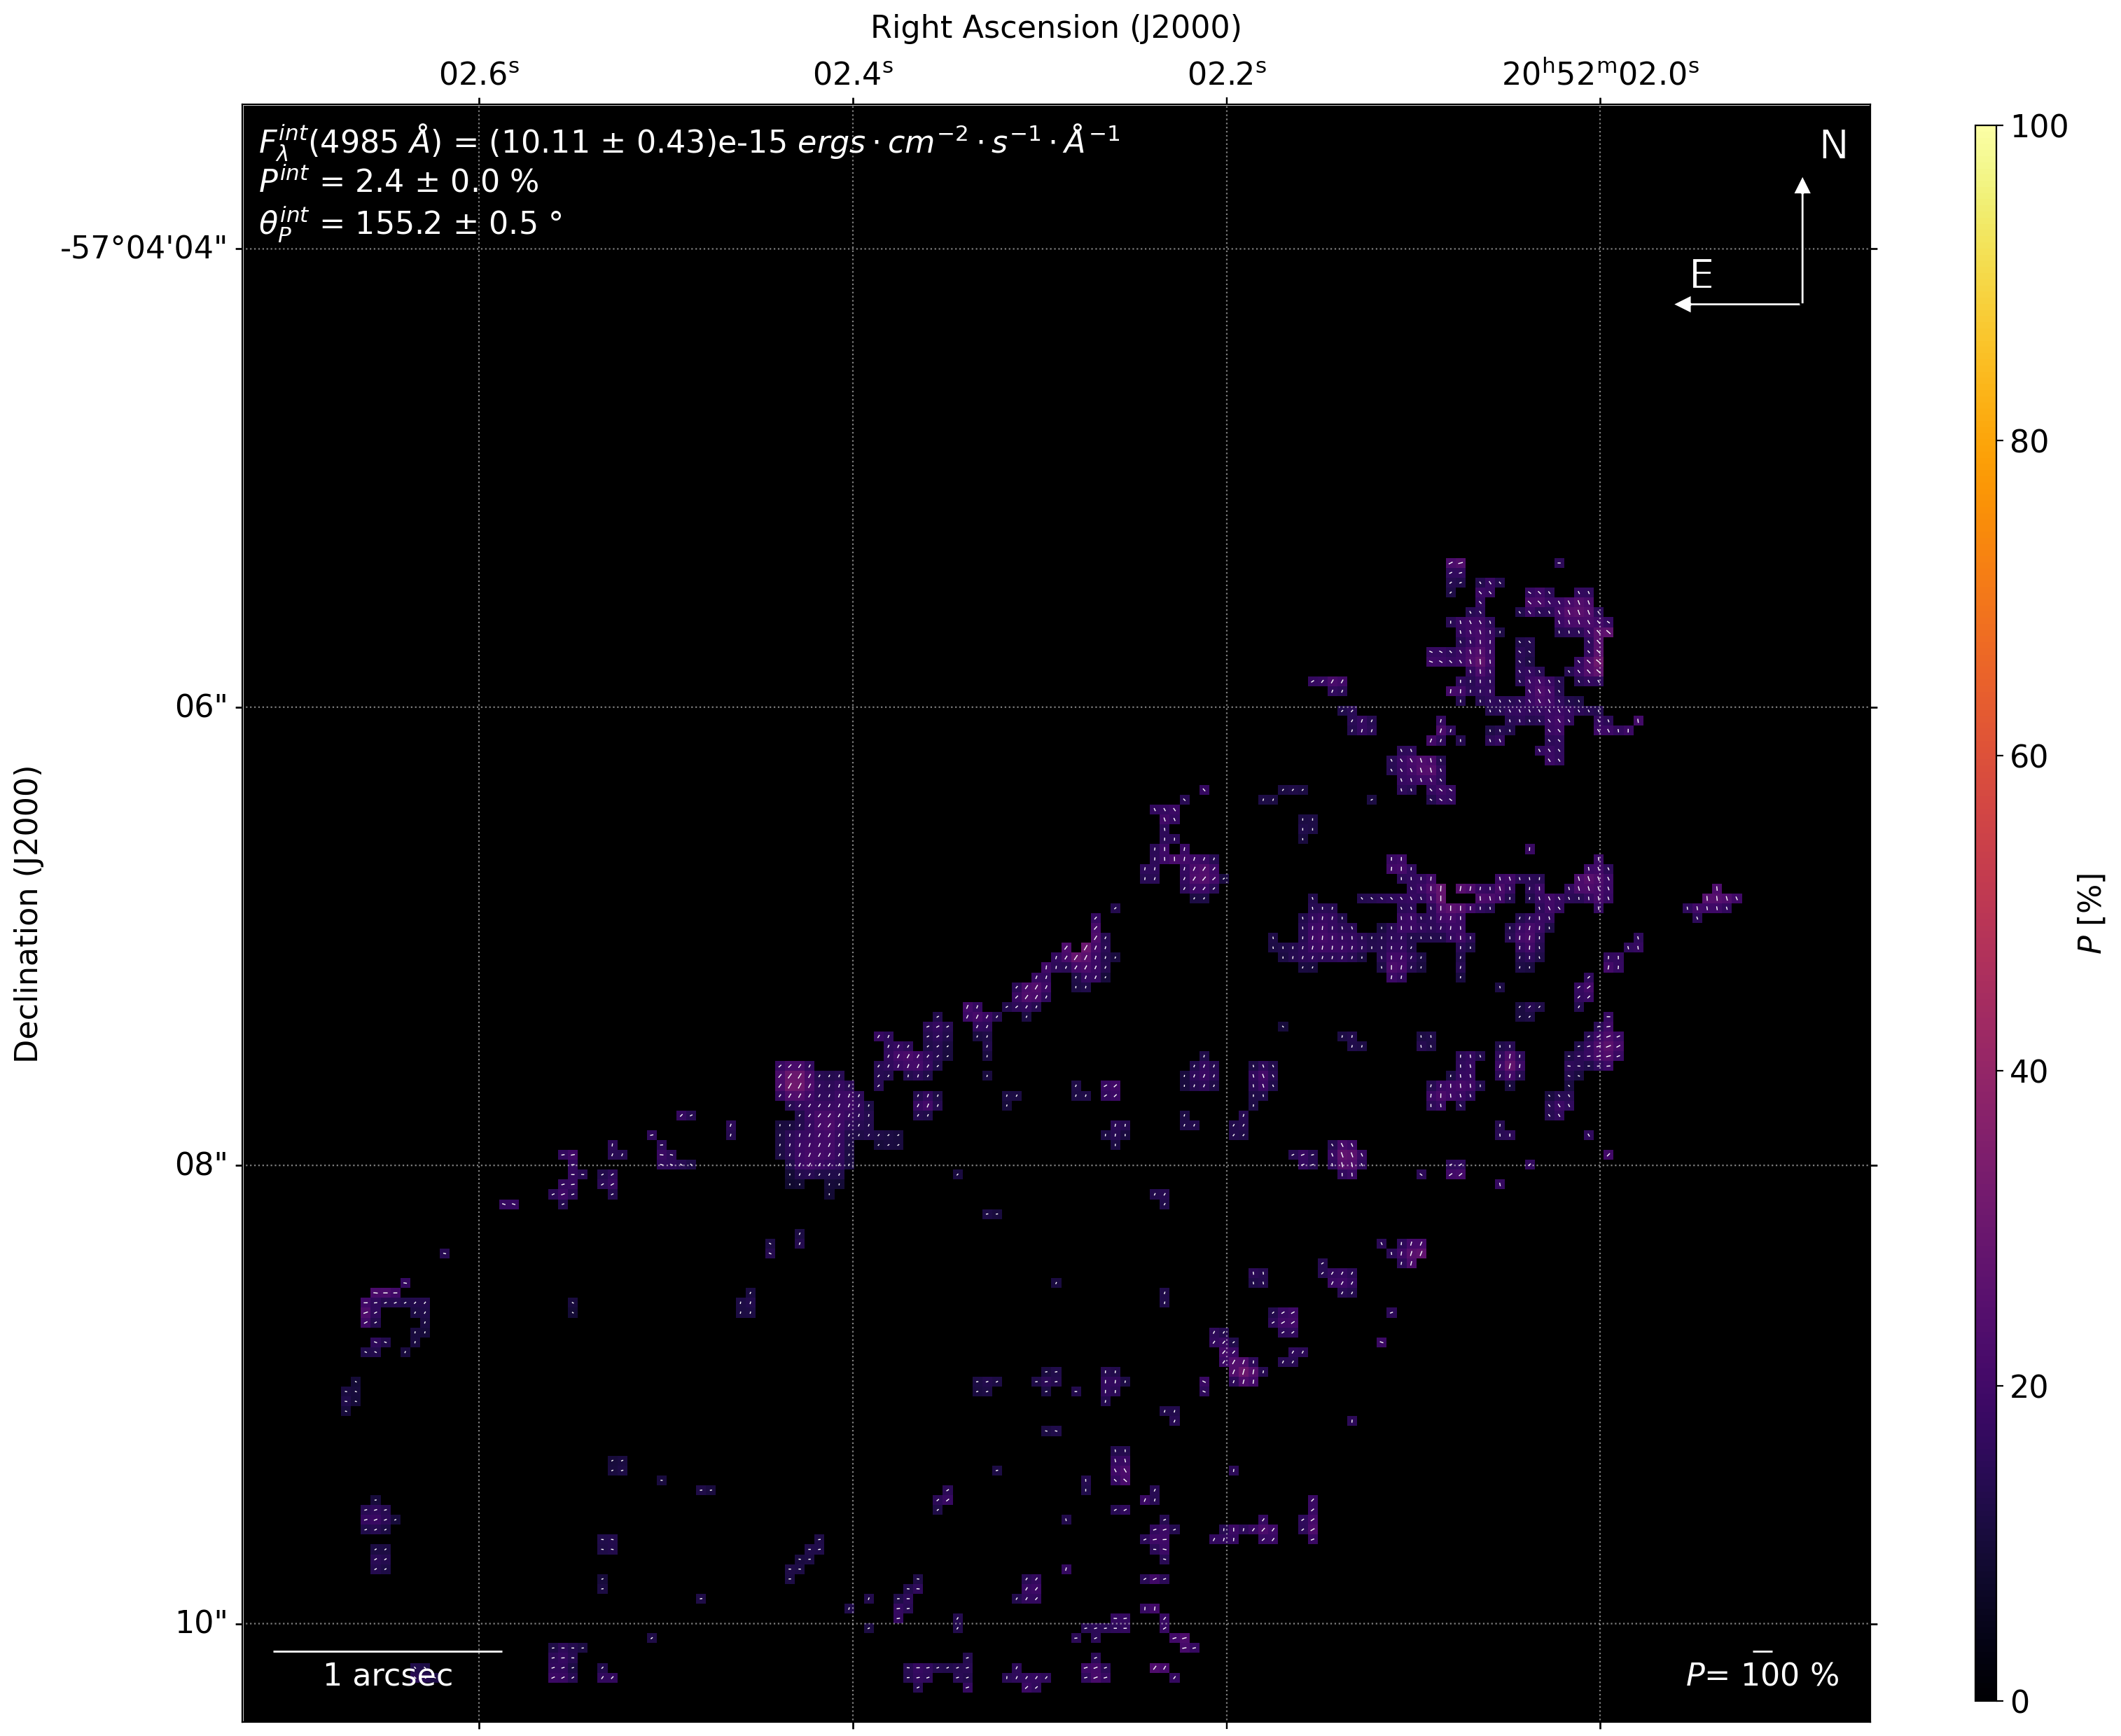 Right Ascension (J2000)
02.6ˢ 02.4ˢ 02.2ˢ 20ʰ52ᵐ02.0ˢ
F_λ^int(4985 Å) = (10.11 ± 0.43)e-15 ergs · cm⁻² · s⁻¹ · Å⁻¹
P^int = 2.4 ± 0.0 %
θ_P^int = 155.2 ± 0.5 °
N
E
-57°04'04"
06"
08"
10"
Declination (J2000)
1 arcsec
P= 100 %
100
80
60
40
20
0
P [%]